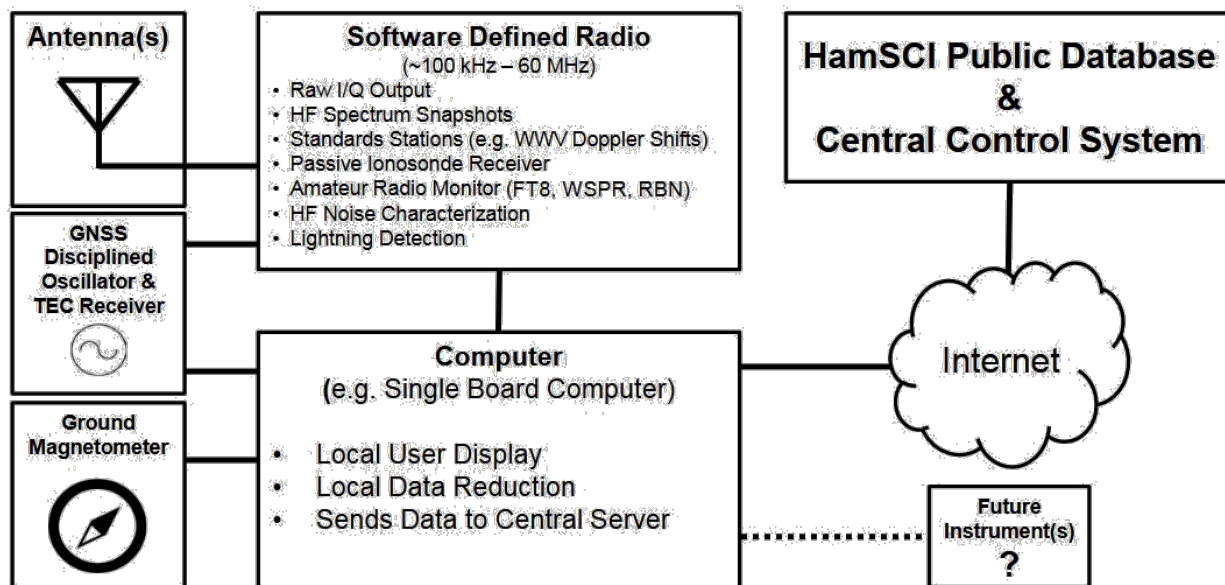 Antenna(s)
Software Defined Radio
(~100 kHz – 60 MHz)
• Raw I/Q Output
• HF Spectrum Snapshots
• Standards Stations (e.g. WWV Doppler Shifts)
• Passive Ionosonde Receiver
• Amateur Radio Monitor (FT8, WSPR, RBN)
• HF Noise Characterization
• Lightning Detection
HamSCI Public Database
&
Central Control System
GNSS
Disciplined
Oscillator &
TEC Receiver
Computer
(e.g. Single Board Computer)
• Local User Display
• Local Data Reduction
• Sends Data to Central Server
Internet
Ground
Magnetometer
Future
Instrument(s)
?